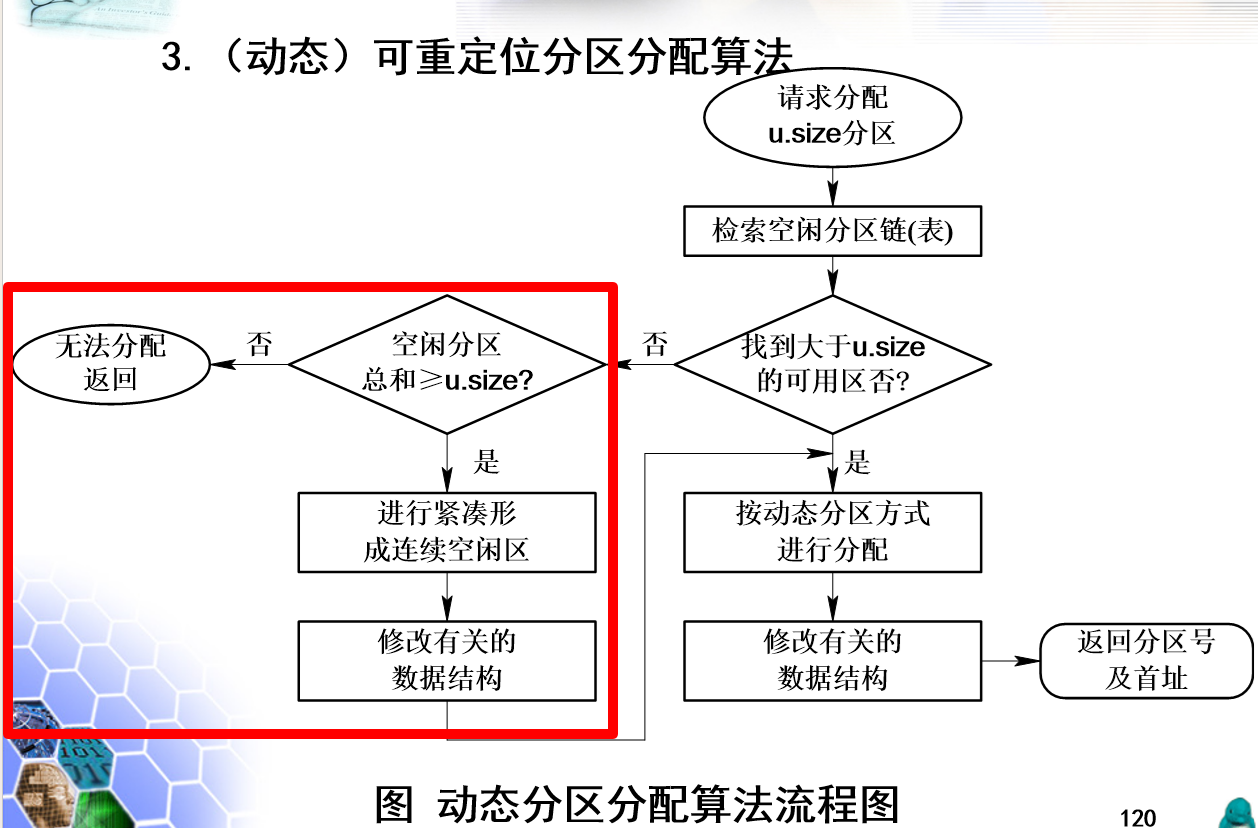 3. （动态）可重定位分区分配算法
请求分配
u.size分区
检索空闲分区链(表)
找到大于u.size
的可用区否?
否
空闲分区
总和≥u.size?
否
无法分配
返回
是
进行紧凑形
成连续空闲区
修改有关的
数据结构
是
按动态分区方式
进行分配
修改有关的
数据结构
返回分区号
及首址
图 动态分区分配算法流程图
120